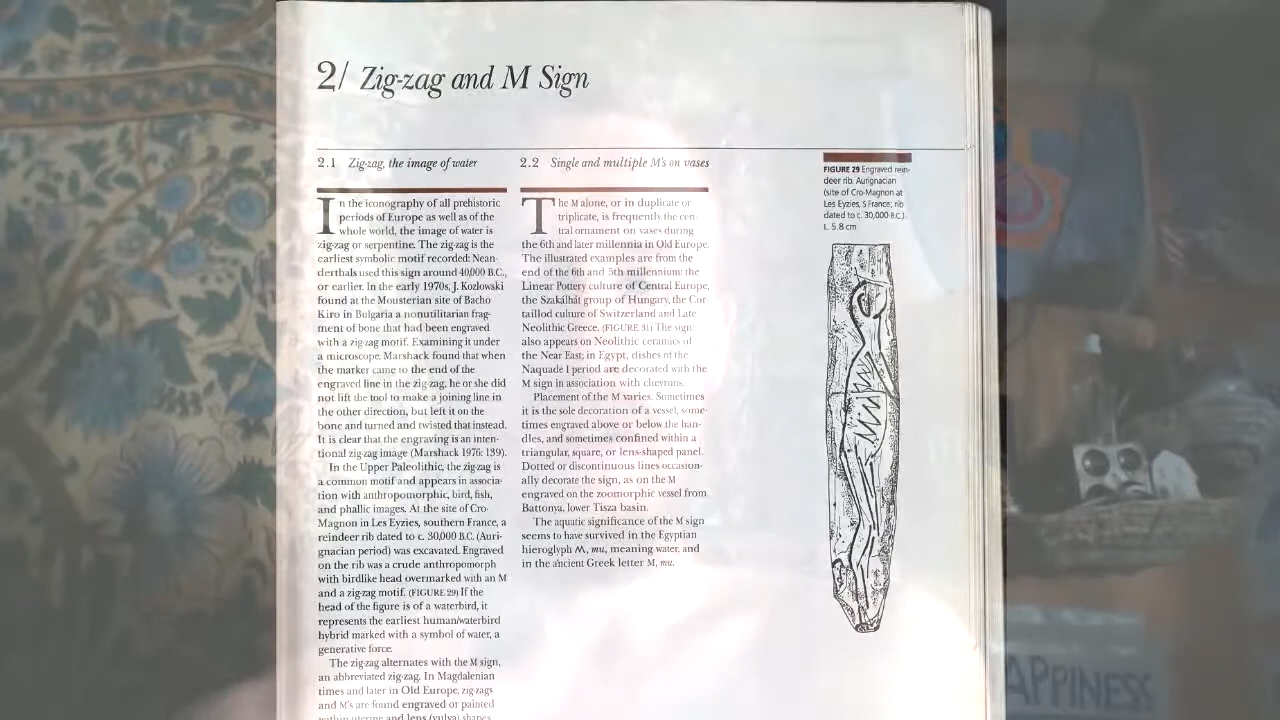 2/ Zig-zag and M Sign
2.1 Zig-zag, the image of water
In the iconography of all prehistoric
periods of Europe as well as of the
whole world, the image of water is
zig-zag or serpentine. The zig-zag is the
earliest symbolic motif recorded: Nean-
derthals used this sign around 40,000 B.C.,
or earlier. In the early 1970s, J. Kozlowski
found at the Mousterian site of Bacho
Kiro in Bulgaria a nonutilitarian frag-
ment of bone that had been engraved
with a zig-zag motif. Examining it under
a microscope, Marshack found that when
the marker came to the end of the
engraved line in the zig-zag, he or she did
not lift the tool to make a joining line in
the other direction, but left it on the
bone and turned and twisted that instead.
It is clear that the engraving is an inten-
tional zig-zag image (Marshack 1976: 139).
In the Upper Paleolithic, the zig-zag is
a common motif and appears in associa-
tion with anthropomorphic, bird, fish,
and phallic images. At the site of Cro-
Magnon in Les Eyzies, southern France, a
reindeer rib dated to c. 30,000 B.C. (Auri-
gnacian period) was excavated. Engraved
on the rib was a crude anthropomorph
with birdlike head overmarked with an M
and a zig-zag motif. (FIGURE 29) If the
head of the figure is of a waterbird, it
represents the earliest human/waterbird
hybrid marked with a symbol of water, a
generative force.
The zig-zag alternates with the M sign,
an abbreviated zig-zag. In Magdalenian
times and later in Old Europe, zig-zags
and M's are found engraved or painted
within uterine and lens (vulva) shapes
2.2 Single and multiple M's on vases
The M alone, or in duplicate or
triplicate, is frequently the cen-
tral ornament on vases during
the 6th and later millennia in Old Europe.
The illustrated examples are from the
end of the 6th and 5th millennium: the
Linear Pottery culture of Central Europe,
the Szakálhát group of Hungary, the Cor-
taillod culture of Switzerland and Late
Neolithic Greece. (FIGURE 31) The sign
also appears on Neolithic ceramics of
the Near East; in Egypt, dishes of the
Naquade I period are decorated with the
M sign in association with chevrons.
Placement of the M varies. Sometimes
it is the sole decoration of a vessel, some-
times engraved above or below the han-
dles, and sometimes confined within a
triangular, square, or lens-shaped panel.
Dotted or discontinuous lines occasion-
ally decorate the sign, as on the M
engraved on the zoomorphic vessel from
Battonya, lower Tisza basin.
The aquatic significance of the M sign
seems to have survived in the Egyptian
hieroglyph M, mu, meaning water, and
in the ancient Greek letter M, mu.
FIGURE 29 Engraved rein-
deer rib. Aurignacian
(site of Cro-Magnon at
Les Eyzies, S France; rib
dated to c. 30,000 B.C.).
L. 5.8 cm
APPINESS